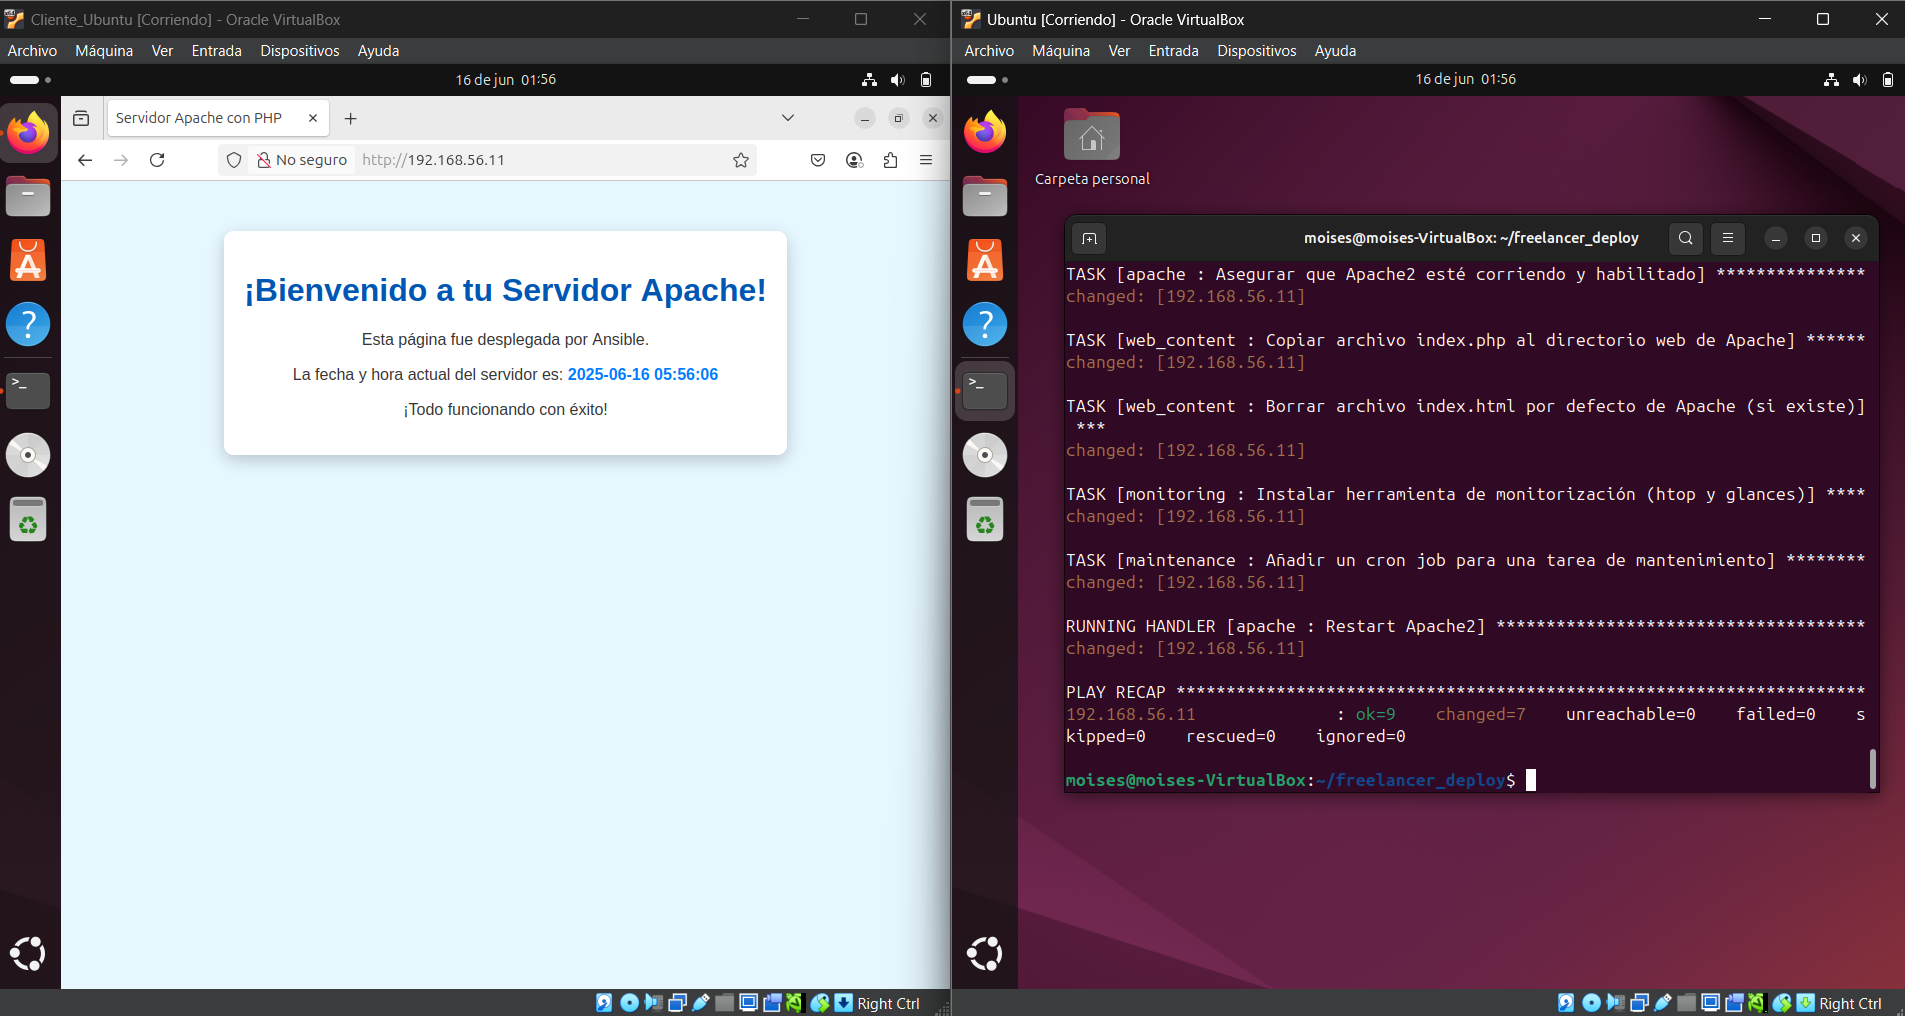 Cliente_Ubuntu [Corriendo] - Oracle VirtualBox
Archivo Máquina Ver Entrada Dispositivos Ayuda
16 de jun 01:56
Servidor Apache con PHP
No seguro http://192.168.56.11
¡Bienvenido a tu Servidor Apache!
Esta página fue desplegada por Ansible.
La fecha y hora actual del servidor es: 2025-06-16 05:56:06
¡Todo funcionando con éxito!
Right Ctrl
Ubuntu [Corriendo] - Oracle VirtualBox
Archivo Máquina Ver Entrada Dispositivos Ayuda
16 de jun 01:56
Carpeta personal
moises@moises-VirtualBox: ~/freelancer_deploy
TASK [apache : Asegurar que Apache2 esté corriendo y habilitado] ***************
changed: [192.168.56.11]
TASK [web_content : Copiar archivo index.php al directorio web de Apache] ******
changed: [192.168.56.11]
TASK [web_content : Borrar archivo index.html por defecto de Apache (si existe)]
***
changed: [192.168.56.11]
TASK [monitoring : Instalar herramienta de monitorización (htop y glances)] ****
changed: [192.168.56.11]
TASK [maintenance : Añadir un cron job para una tarea de mantenimiento] ********
changed: [192.168.56.11]
RUNNING HANDLER [apache : Restart Apache2] *************************************
changed: [192.168.56.11]
PLAY RECAP *********************************************************************
192.168.56.11 : ok=9 changed=7 unreachable=0 failed=0 s
kipped=0 rescued=0 ignored=0
moises@moises-VirtualBox:~/freelancer_deploy$
Right Ctrl